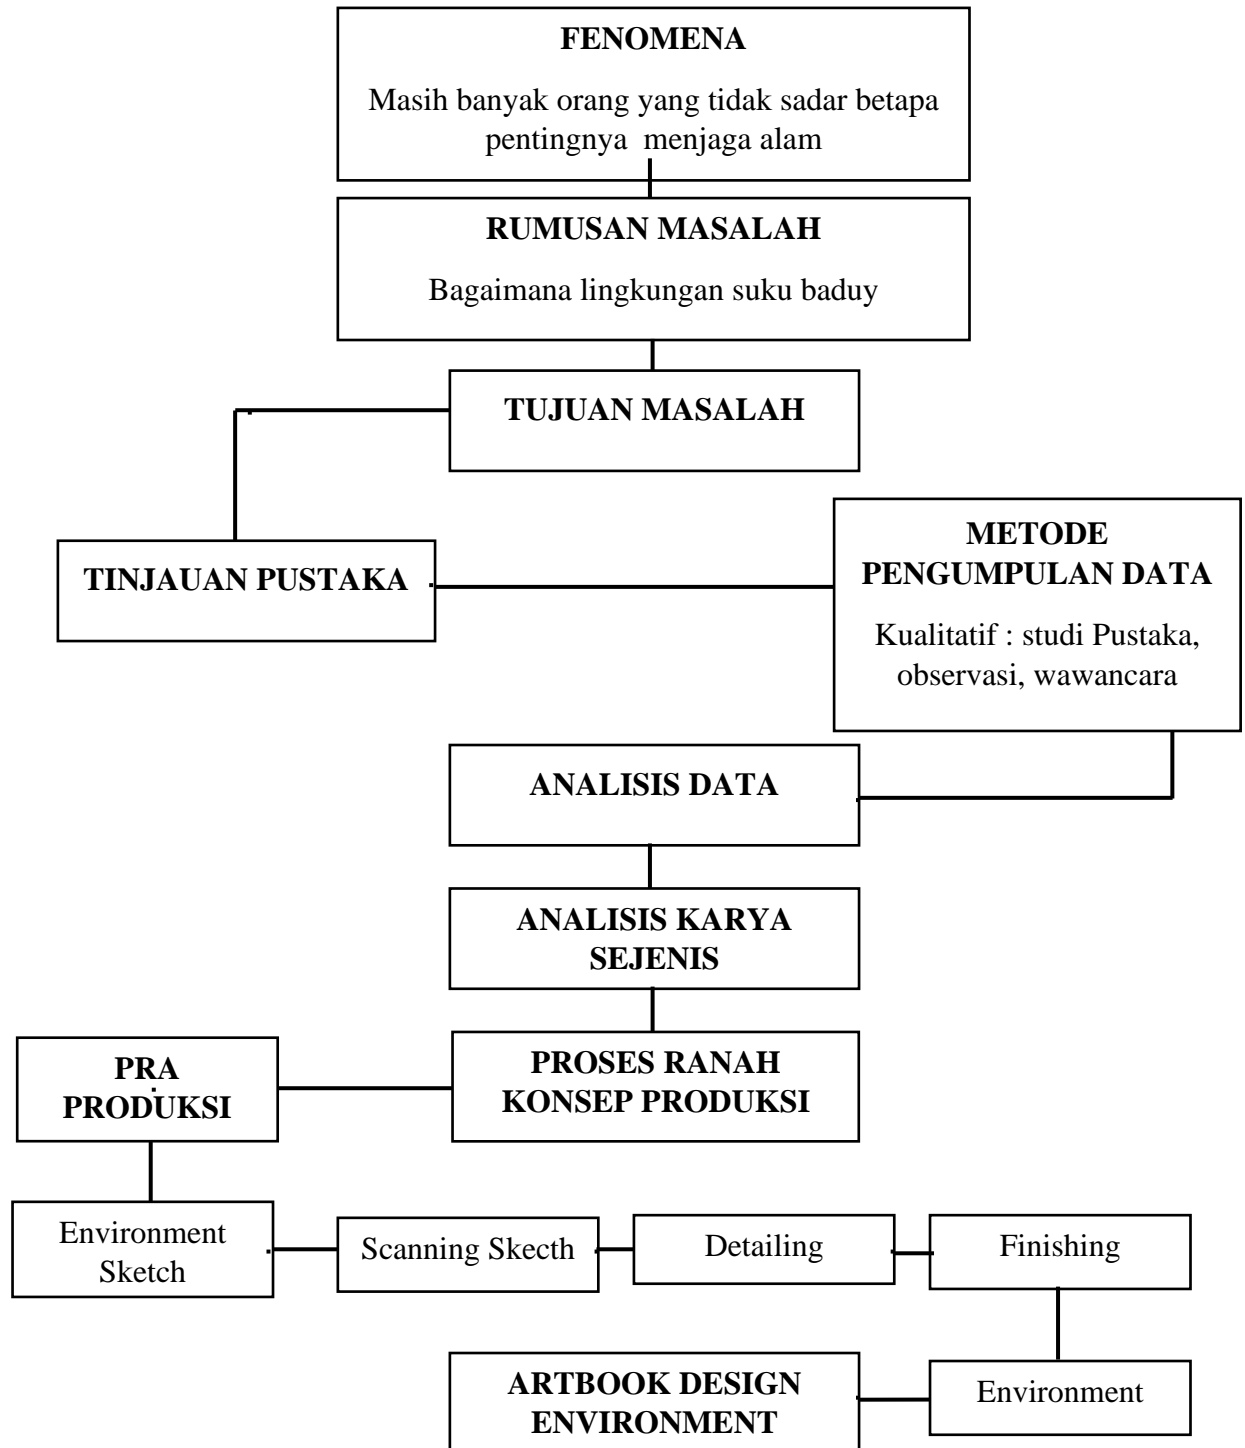 FENOMENA
Masih banyak orang yang tidak sadar betapa
pentingnya menjaga alam
RUMUSAN MASALAH
Bagaimana lingkungan suku baduy
TUJUAN MASALAH
TINJAUAN PUSTAKA
METODE
PENGUMPULAN DATA
Kualitatif : studi Pustaka,
observasi, wawancara
ANALISIS DATA
ANALISIS KARYA
SEJENIS
PROSES RANAH
KONSEP PRODUKSI
PRA
PRODUKSI
Environment
Sketch
Scanning Skecth
Detailing
Finishing
Environment
ARTBOOK DESIGN
ENVIRONMENT